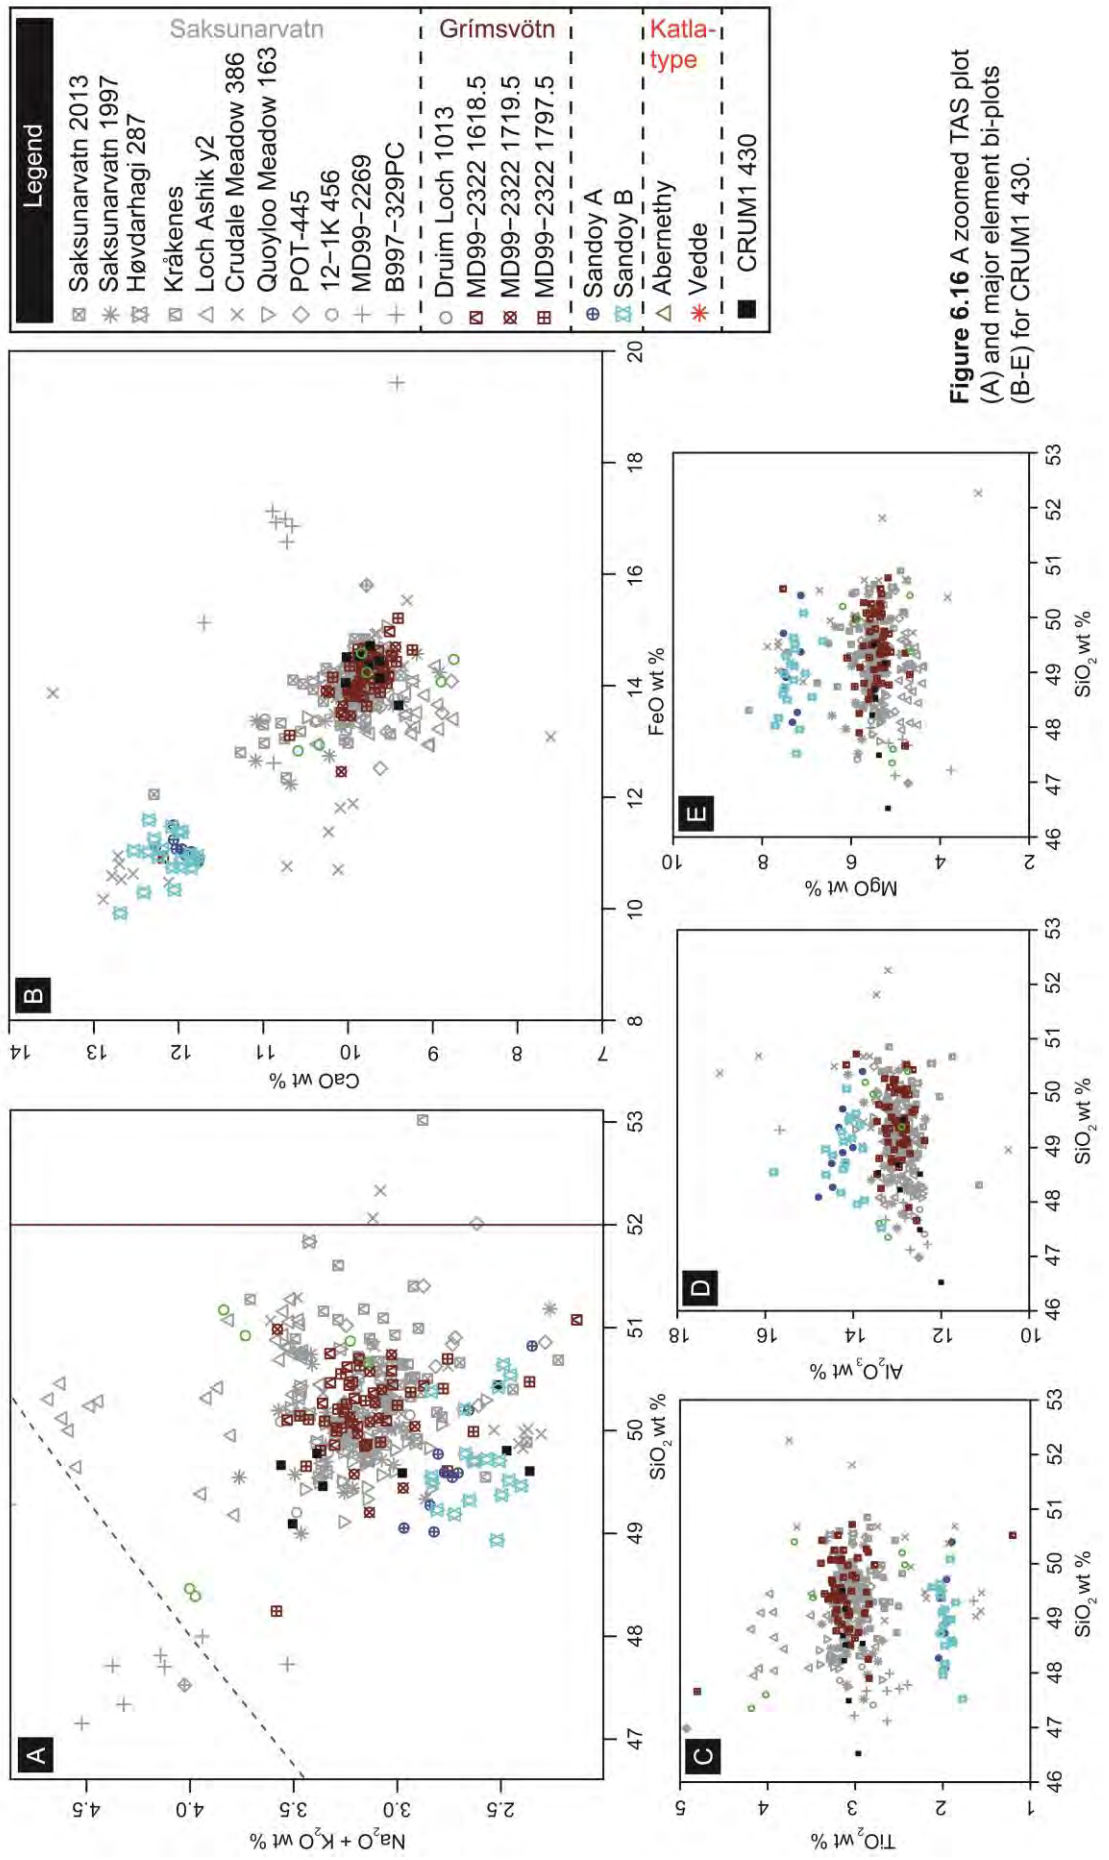 A
Na2O + K2O wt %
4.5
4.0
3.5
3.0
2.5
47
48
49
50
51
52
53
SiO2 wt %
B
CaO wt %
14
13
12
11
10
9
8
7
8
10
12
14
16
18
20
FeO wt %
Legend
Saksunarvatn 2013
Saksunarvatn 1997
Høvdarhagi 287
Kråkenes
Loch Ashik y2
Crudale Meadow 386
Quoyloo Meadow 163
POT-445
12-1K 456
MD99-2269
B997-329PC
Saksunarvatn
Druim Loch 1013
MD99-2322 1618.5
MD99-2322 1719.5
MD99-2322 1797.5
Grímsvötn
Sandoy A
Sandoy B
Abernethy
Vedde
Katla-
type
CRUM1 430
C
TiO2 wt %
5
4
3
2
1
46
47
48
49
50
51
52
53
SiO2 wt %
D
Al2O3 wt %
18
16
14
12
10
46
47
48
49
50
51
52
53
SiO2 wt %
E
MgO wt %
10
8
6
4
2
46
47
48
49
50
51
52
53
SiO2 wt %
Figure 6.16 A zoomed TAS plot
(A) and major element bi-plots
(B-E) for CRUM1 430.